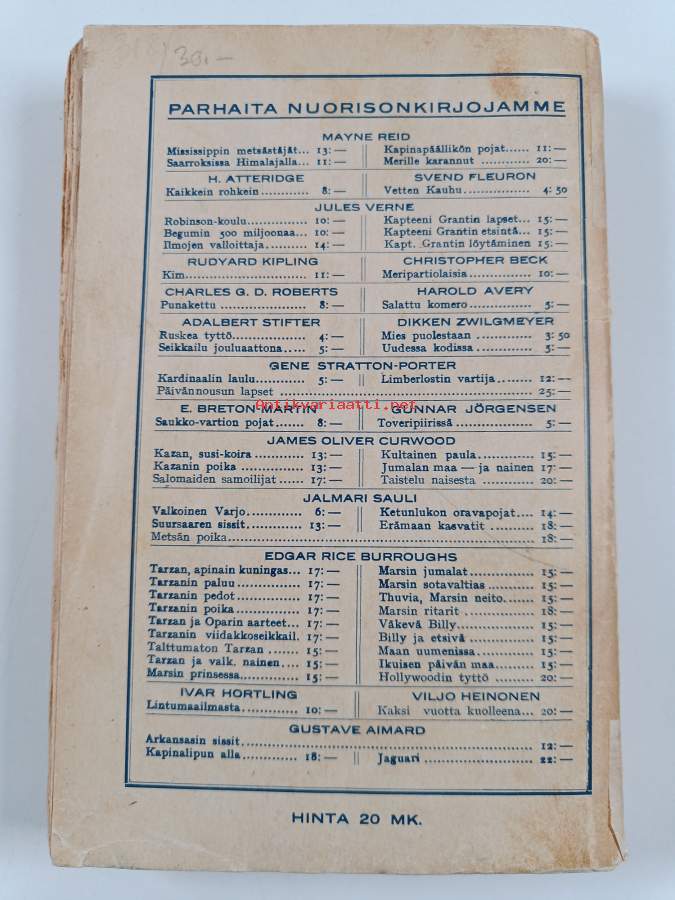 30.—
PARHAITA NUORISONKIRJOJAMME
MAYNE REID
Mississippin metsästäjät... 13: —
Saarroksissa Himalajalla... 11: —
Kapinapäällikön pojat...... 11: —
Merille karannut ............ 20: —
H. ATTERIDGE
Kaikkein rohkein ............ 8: —
SVEND FLEURON
Vetten Kauhu ............... 4: 50
JULES VERNE
Robinson-koulu............... 10: —
Begumin 500 miljoonaa... 10: —
Ilmojen valloittaja............ 14: —
Kapteeni Grantin lapset... 15: —
Kapteeni Grantin etsintä... 15: —
Kapt. Grantin löytäminen 15: —
RUDYARD KIPLING
Kim........................... 11: —
CHRISTOPHER BECK
Meripartiolaisia ............ 10: —
CHARLES G. D. ROBERTS
Punakettu .................. 8: —
HAROLD AVERY
Salattu komero ............ 5: —
ADALBERT STIFTER
Ruskea tyttö............... 4: —
Seikkailu jouluaattona..... 5: —
DIKKEN ZWILGMEYER
Mies puolestaan ............ 3: 50
Uudessa kodissa ............ 5: —
GENE STRATTON-PORTER
Kardinaalin laulu............ 5: —
Limberlostin vartija......... 12: —
Päivännousun lapset ........................ 25: —
Antikvariaatti.net
E. BRETON MARTIN
Saukko-vartion pojat ...... 8: —
GUNNAR JÖRGENSEN
Toveripiirissä ............... 5: —
JAMES OLIVER CURWOOD
Kazan, susi-koira ............ 13: —
Kazanin poika ............... 13: —
Salomaiden samoilijat ...... 17: —
Kultainen paula............... 15: —
Jumalan maa — ja nainen 17: —
Taistelu naisesta ............ 20: —
JALMARI SAULI
Valkoinen Varjo ............ 6: —
Suursaaren sissit............ 13: —
Ketunlukon oravapojat.... 14: —
Erämaan kasvatit ......... 18: —
Metsän poika........................ 18: —
EDGAR RICE BURROUGHS
Tarzan, apinain kuningas... 17: —
Tarzanin paluu ............ 17: —
Tarzanin pedot ............ 17: —
Tarzanin poika ............ 17: —
Tarzan ja Oparin aarteet... 17: —
Tarzanin viidakkoseikkail. 17: —
Talttumaton Tarzan ....... 15: —
Tarzan ja valk. nainen..... 15: —
Marsin prinsessa............ 15: —
Marsin jumalat ............ 15: —
Marsin sotavaltias ......... 15: —
Thuvia, Marsin neito....... 15: —
Marsin ritarit ............... 18: —
Väkevä Billy............... 15: —
Billy ja etsivä ............... 15: —
Maan uumenissa............ 15: —
Ikuisen päivän maa......... 15: —
Hollywoodin tyttö ......... 20: —
IVAR HORTLING
Lintumaailmasta ............ 10: —
VILJO HEINONEN
Kaksi vuotta kuolleena... 20: —
GUSTAVE AIMARD
Arkansasin sissit........................ 12: —
Kapinalipun alla ............ 18: —
Jaguari ..................... 22: —
HINTA 20 MK.